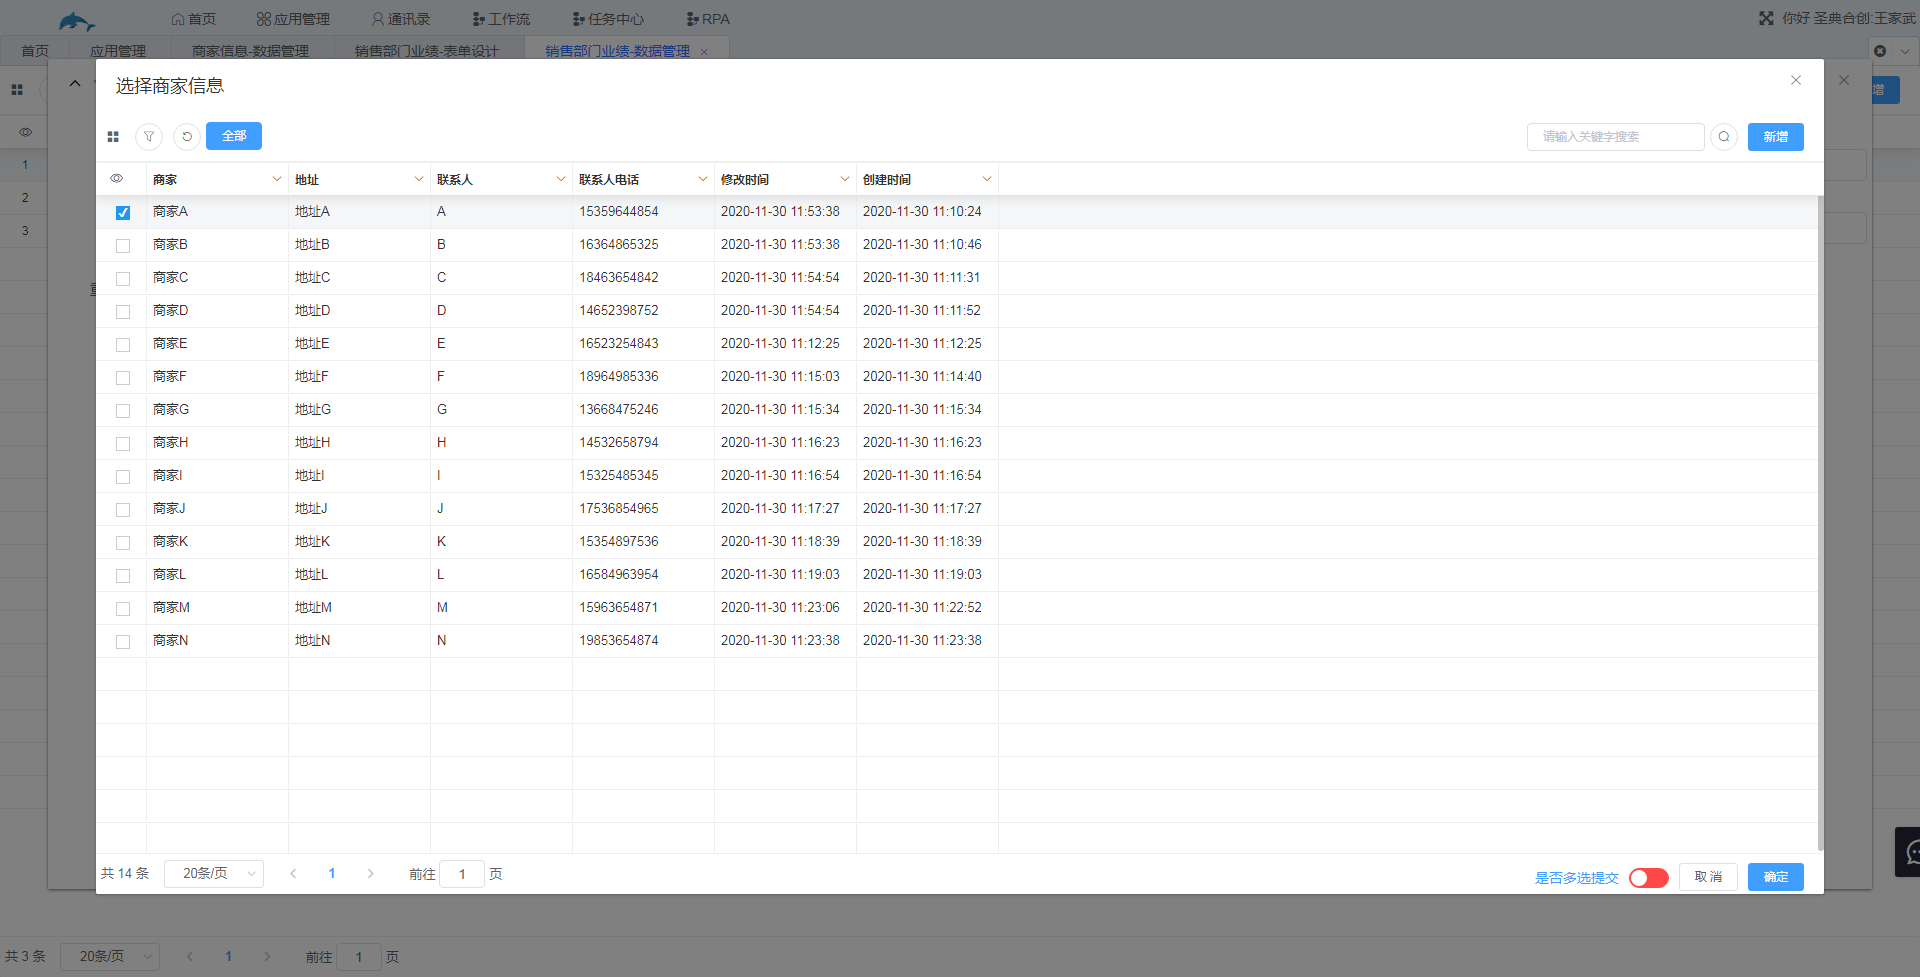 首页 应用管理 通讯录 工作流 任务中心 RPA 你好 圣典合创:王家武
首页 应用管理 商家信息-数据管理 销售部门业绩-表单设计 销售部门业绩-数据管理 ×
选择商家信息
增
全部 请输入关键字搜索 新增
商家 地址 联系人 联系人电话 修改时间 创建时间
1
2
3
商家A 地址A A 15359644854 2020-11-30 11:53:38 2020-11-30 11:10:24
商家B 地址B B 16364865325 2020-11-30 11:53:38 2020-11-30 11:10:46
商家C 地址C C 18463654842 2020-11-30 11:54:54 2020-11-30 11:11:31
商家D 地址D D 14652398752 2020-11-30 11:54:54 2020-11-30 11:11:52
商家E 地址E E 16523254843 2020-11-30 11:12:25 2020-11-30 11:12:25
商家F 地址F F 18964985336 2020-11-30 11:15:03 2020-11-30 11:14:40
商家G 地址G G 13668475246 2020-11-30 11:15:34 2020-11-30 11:15:34
商家H 地址H H 14532658794 2020-11-30 11:16:23 2020-11-30 11:16:23
商家I 地址I I 15325485345 2020-11-30 11:16:54 2020-11-30 11:16:54
商家J 地址J J 17536854965 2020-11-30 11:17:27 2020-11-30 11:17:27
商家K 地址K K 15354897536 2020-11-30 11:18:39 2020-11-30 11:18:39
商家L 地址L L 16584963954 2020-11-30 11:19:03 2020-11-30 11:19:03
商家M 地址M M 15963654871 2020-11-30 11:23:06 2020-11-30 11:22:52
商家N 地址N N 19853654874 2020-11-30 11:23:38 2020-11-30 11:23:38
共 14 条 20条/页 1 前往 1 页 是否多选提交 取消 确定
共 3 条 20条/页 1 前往 1 页